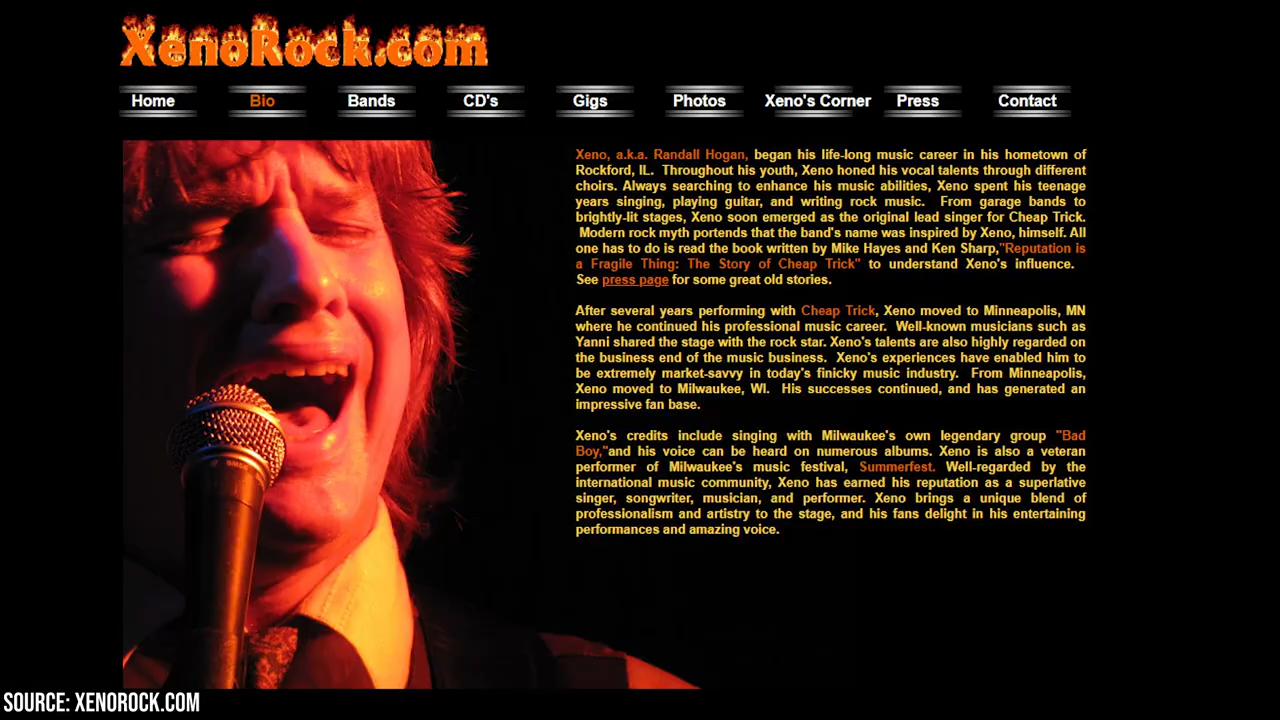 XenoRock.com
Home Bio Bands CD's Gigs Photos Xeno's Corner Press Contact
Xeno, a.k.a. Randall Hogan, began his life-long music career in his hometown of
Rockford, IL. Throughout his youth, Xeno honed his vocal talents through different
choirs. Always searching to enhance his music abilities, Xeno spent his teenage
years singing, playing guitar, and writing rock music. From garage bands to
brightly-lit stages, Xeno soon emerged as the original lead singer for Cheap Trick.
Modern rock myth portends that the band's name was inspired by Xeno, himself. All
one has to do is read the book written by Mike Hayes and Ken Sharp,"Reputation is
a Fragile Thing: The Story of Cheap Trick" to understand Xeno's influence.
See press page for some great old stories.
After several years performing with Cheap Trick, Xeno moved to Minneapolis, MN
where he continued his professional music career. Well-known musicians such as
Yanni shared the stage with the rock star. Xeno's talents are also highly regarded on
the business end of the music business. Xeno's experiences have enabled him to
be extremely market-savvy in today's finicky music industry. From Minneapolis,
Xeno moved to Milwaukee, WI. His successes continued, and has generated an
impressive fan base.
Xeno's credits include singing with Milwaukee's own legendary group "Bad
Boy,"and his voice can be heard on numerous albums. Xeno is also a veteran
performer of Milwaukee's music festival, Summerfest. Well-regarded by the
international music community, Xeno has earned his reputation as a superlative
singer, songwriter, musician, and performer. Xeno brings a unique blend of
professionalism and artistry to the stage, and his fans delight in his entertaining
performances and amazing voice.
SOURCE: XENOROCK.COM